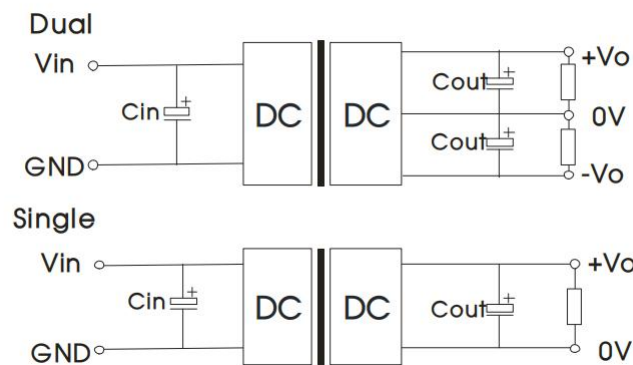 Dual
Vin
+Vo
Cin
+
DC
DC
Cout
+
0V
Cout
+
GND
-Vo
Single
Vin
+Vo
Cin
+
DC
DC
Cout
+
GND
0V